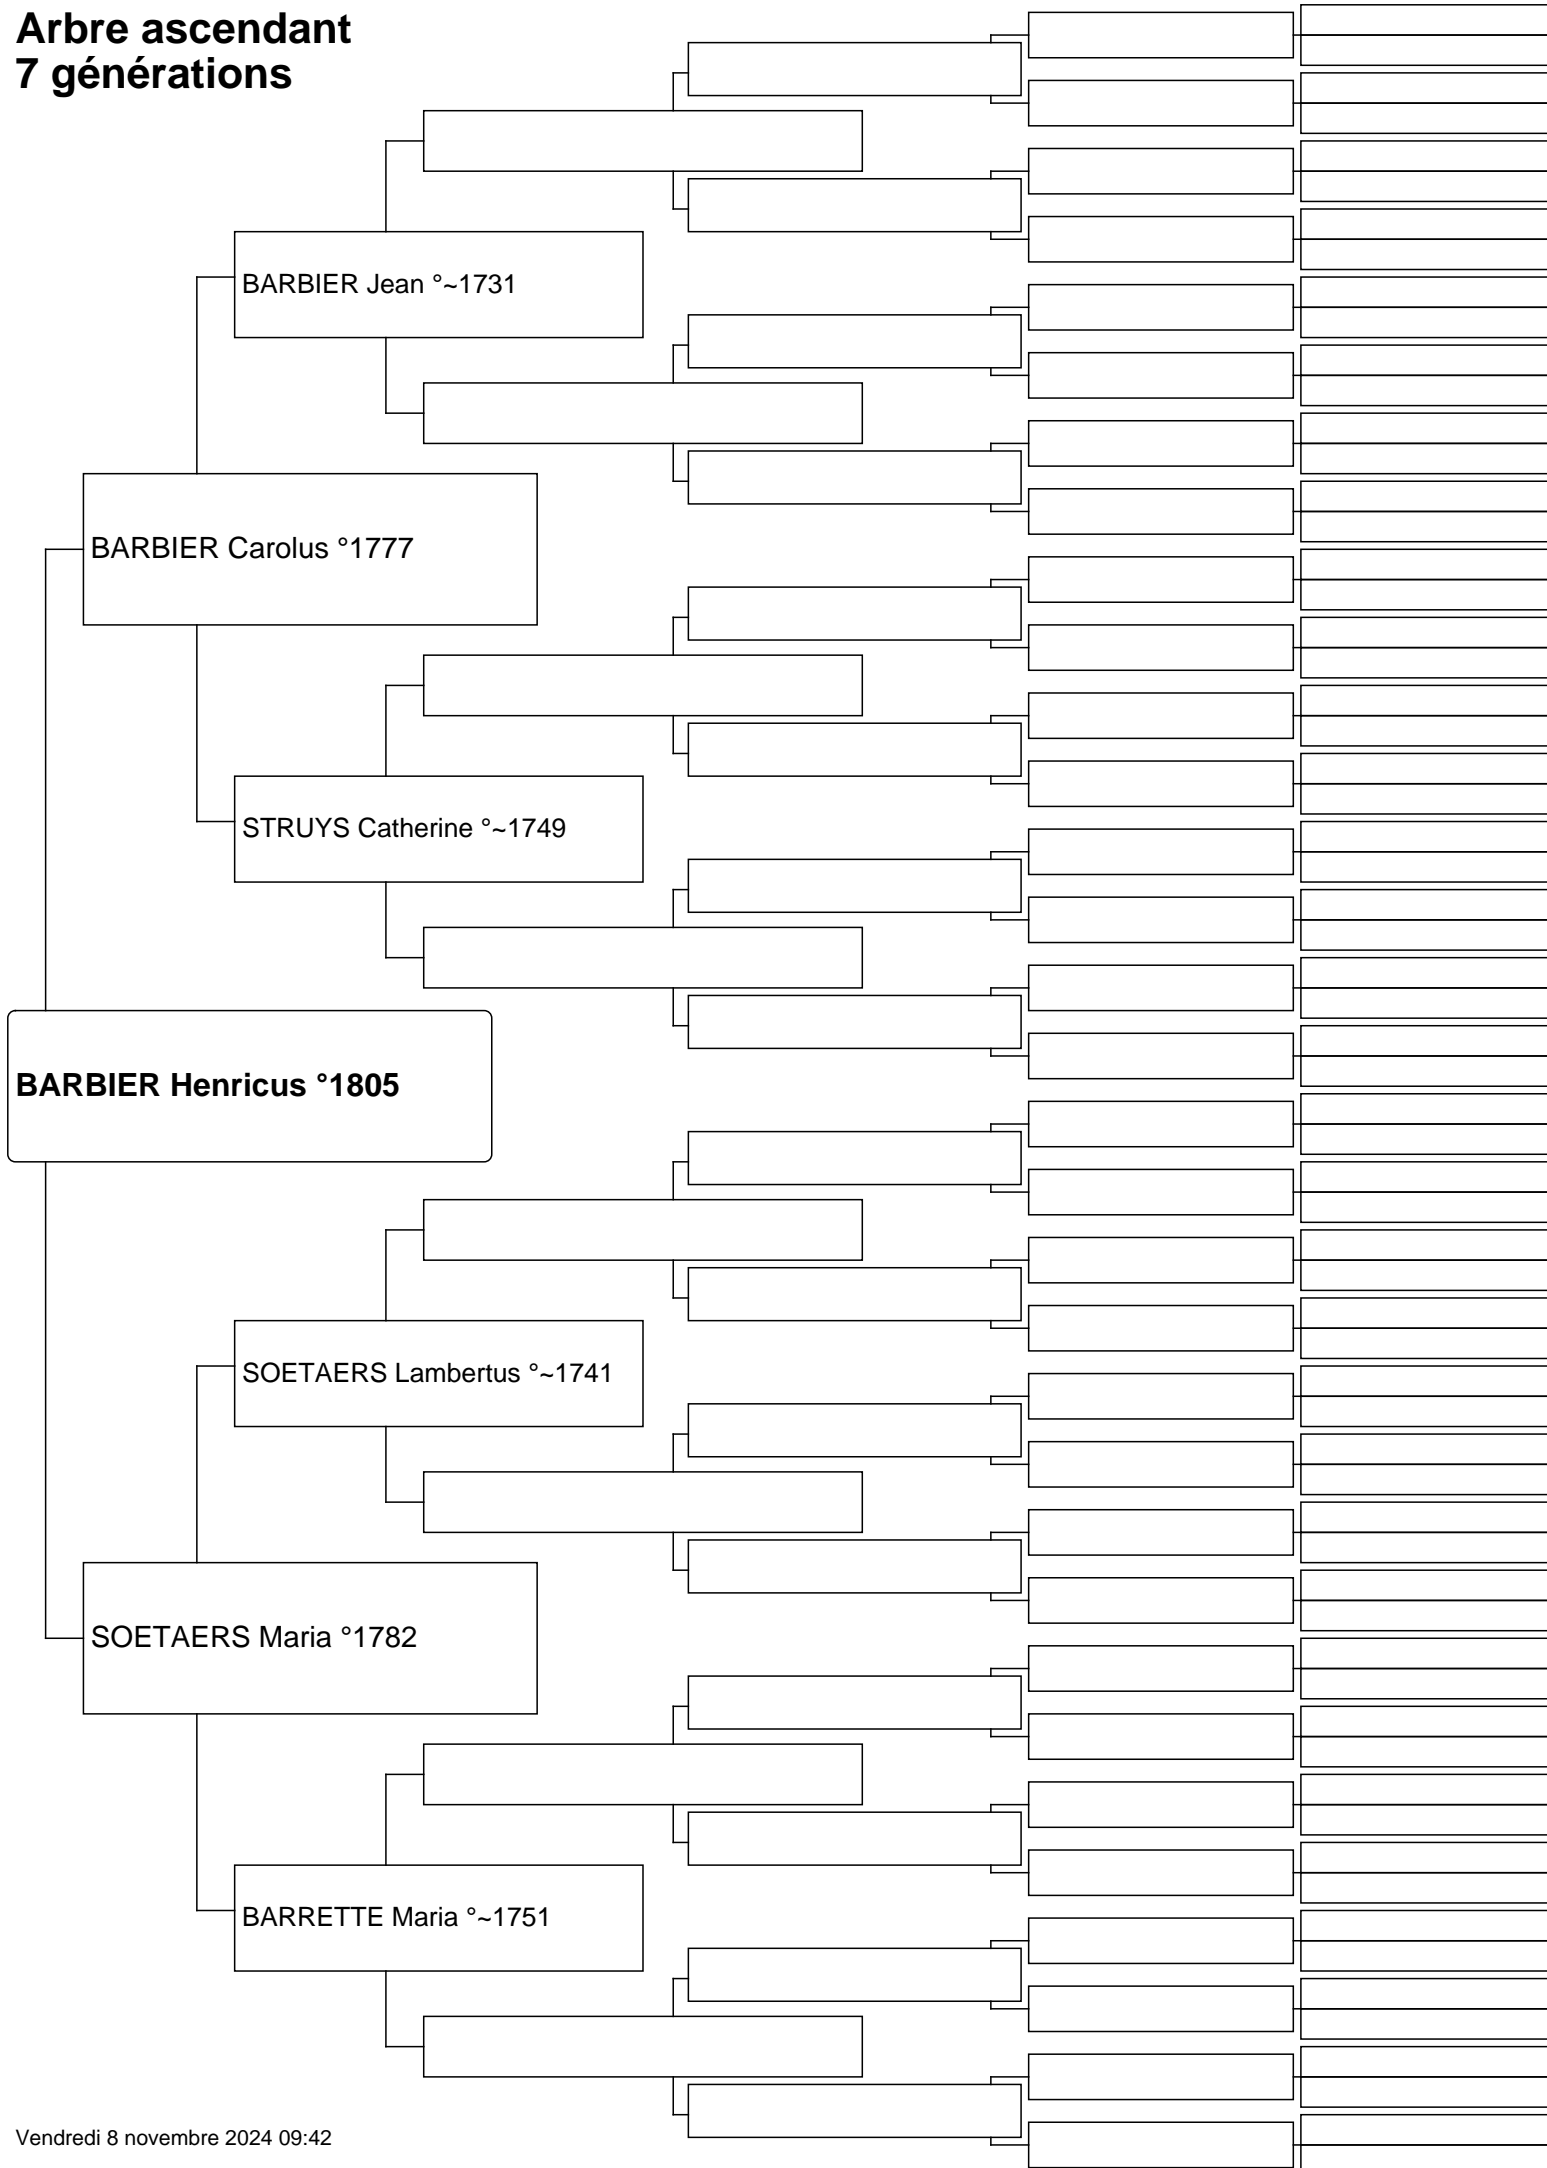 Arbre ascendant
7 générations
BARBIER Jean °~1731
BARBIER Carolus °1777
STRUYS Catherine °~1749
BARBIER Henricus °1805
SOETAERS Lambertus °~1741
SOETAERS Maria °1782
BARRETTE Maria °~1751
Vendredi 8 novembre 2024 09:42